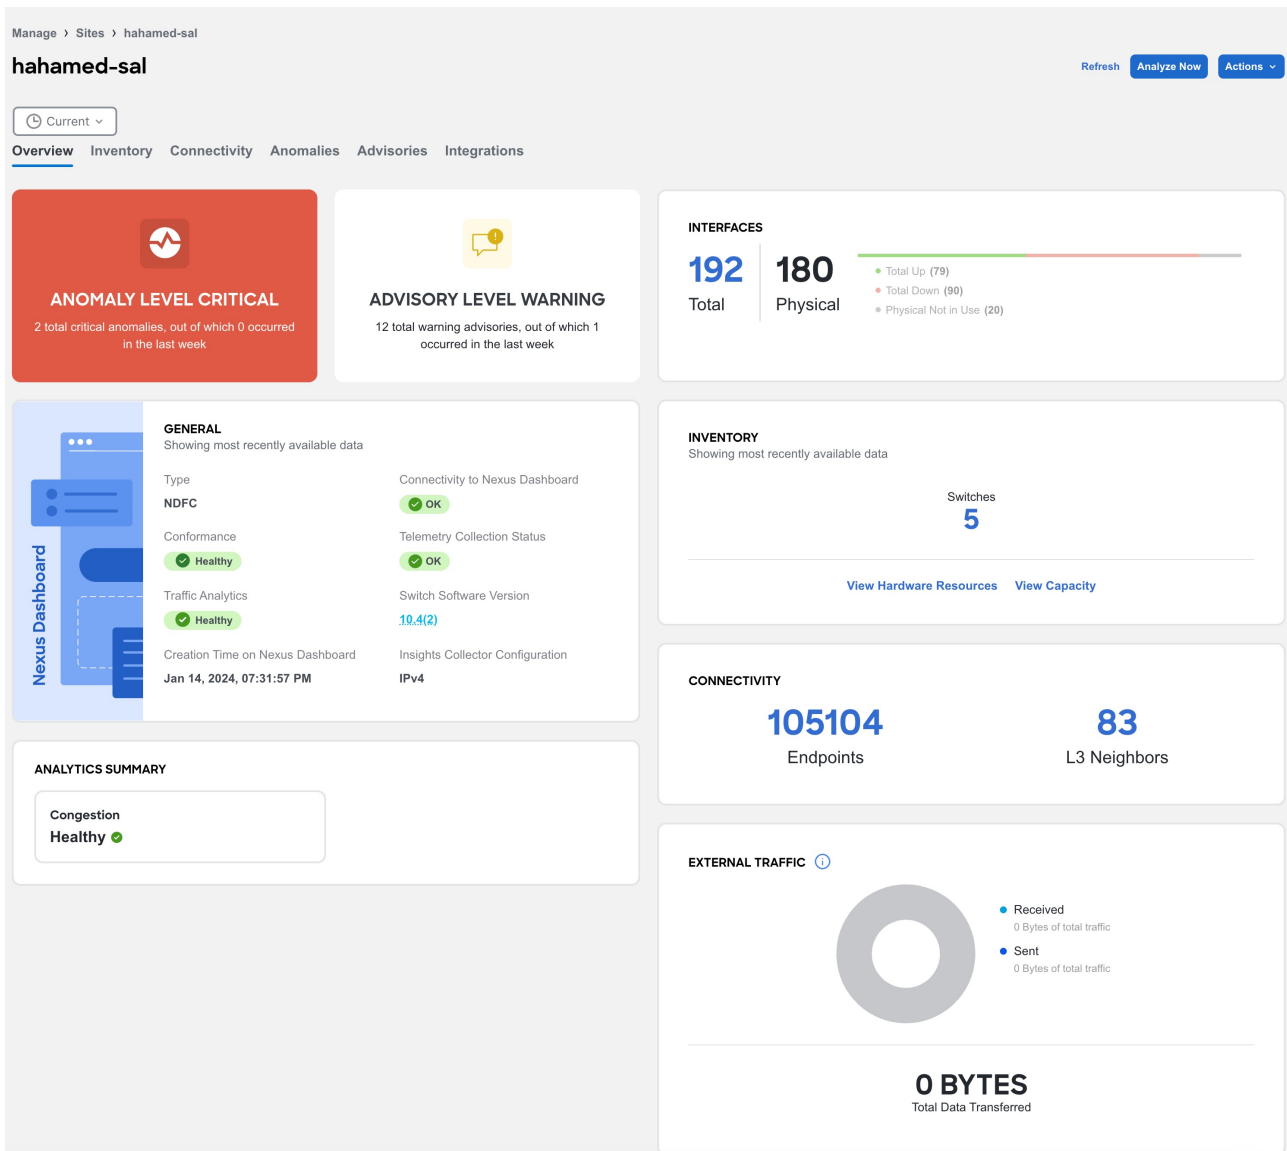 Manage > Sites > hahamed-sal
hahamed-sal
Refresh
Analyze Now
Actions
Current
Overview
Inventory
Connectivity
Anomalies
Advisories
Integrations
ANOMALY LEVEL CRITICAL
2 total critical anomalies, out of which 0 occurred
in the last week
ADVISORY LEVEL WARNING
12 total warning advisories, out of which 1
occurred in the last week
INTERFACES
192
Total
180
Physical
Total Up (79)
Total Down (90)
Physical Not in Use (20)
Nexus Dashboard
GENERAL
Showing most recently available data
Type
NDFC
Connectivity to Nexus Dashboard
OK
Conformance
Healthy
Telemetry Collection Status
OK
Traffic Analytics
Healthy
Switch Software Version
10.4(2)
Creation Time on Nexus Dashboard
Jan 14, 2024, 07:31:57 PM
Insights Collector Configuration
IPv4
INVENTORY
Showing most recently available data
Switches
5
View Hardware Resources
View Capacity
CONNECTIVITY
105104
Endpoints
83
L3 Neighbors
ANALYTICS SUMMARY
Congestion
Healthy
EXTERNAL TRAFFIC
Received
0 Bytes of total traffic
Sent
0 Bytes of total traffic
0 BYTES
Total Data Transferred